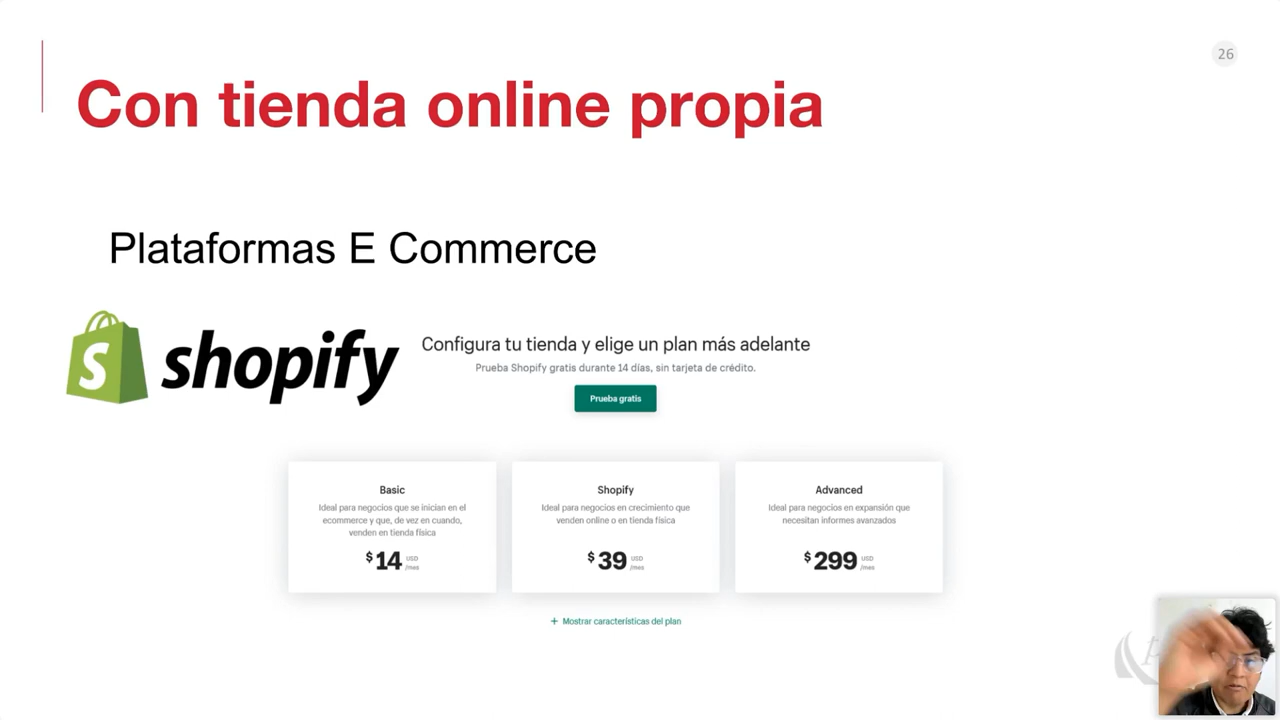 26
Con tienda online propia
Plataformas E Commerce
S
shopify
Configura tu tienda y elige un plan más adelante
Prueba Shopify gratis durante 14 días, sin tarjeta de crédito.
Prueba gratis
Basic
Ideal para negocios que se inician en el
ecommerce y que, de vez en cuando,
venden en tienda física
$14 USD
/mes
Shopify
Ideal para negocios en crecimiento que
venden online o en tienda física
$39 USD
/mes
Advanced
Ideal para negocios en expansión que
necesitan informes avanzados
$299 USD
/mes
+ Mostrar características del plan